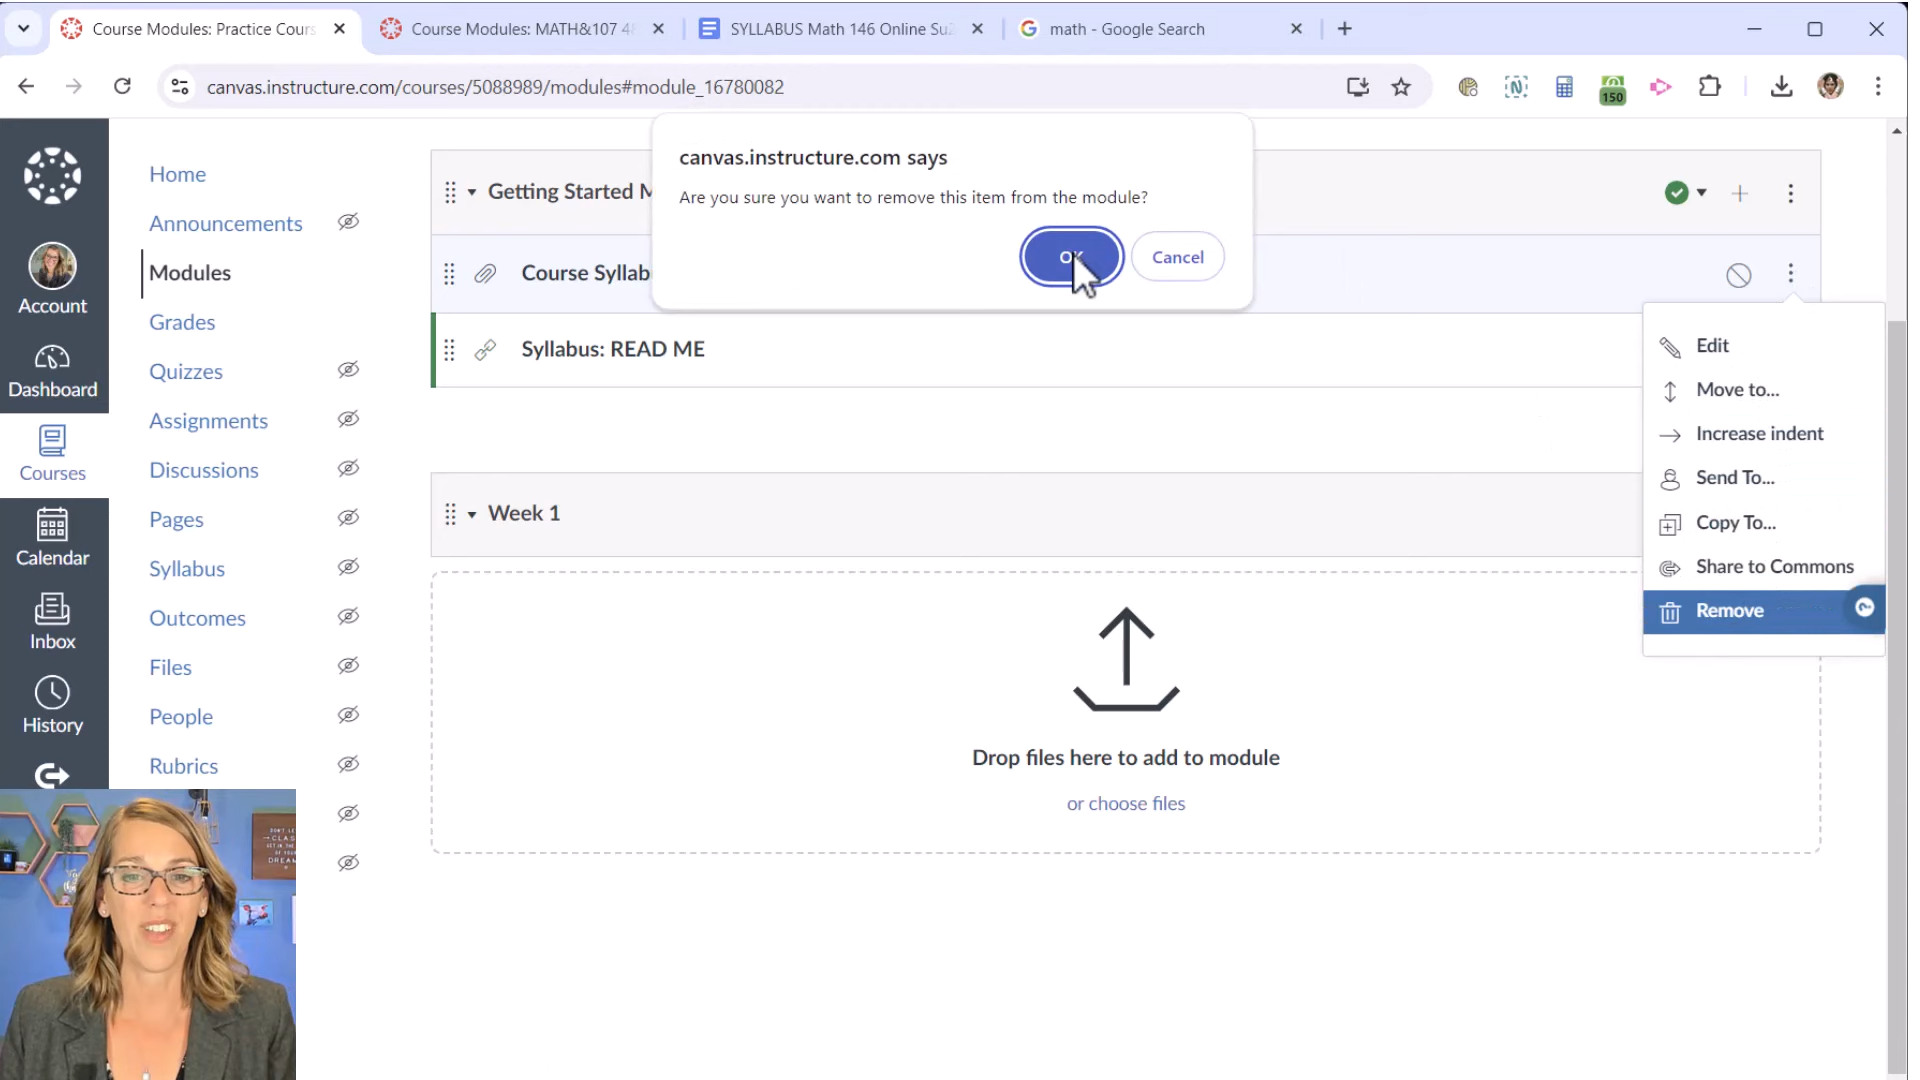 Course Modules: Practice Cours
Course Modules: MATH&107 48
SYLLABUS Math 146 Online Su2
math - Google Search
canvas.instructure.com/courses/5088989/modules#module_16780082
150
canvas.instructure.com says
Are you sure you want to remove this item from the module?
OK
Cancel
Account
Dashboard
Courses
Calendar
Inbox
History
Home
Announcements
Modules
Grades
Quizzes
Assignments
Discussions
Pages
Syllabus
Outcomes
Files
People
Rubrics
Getting Started M
Course Syllab
Syllabus: READ ME
Week 1
Drop files here to add to module
or choose files
Edit
Move to...
Increase indent
Send To...
Copy To...
Share to Commons
Remove